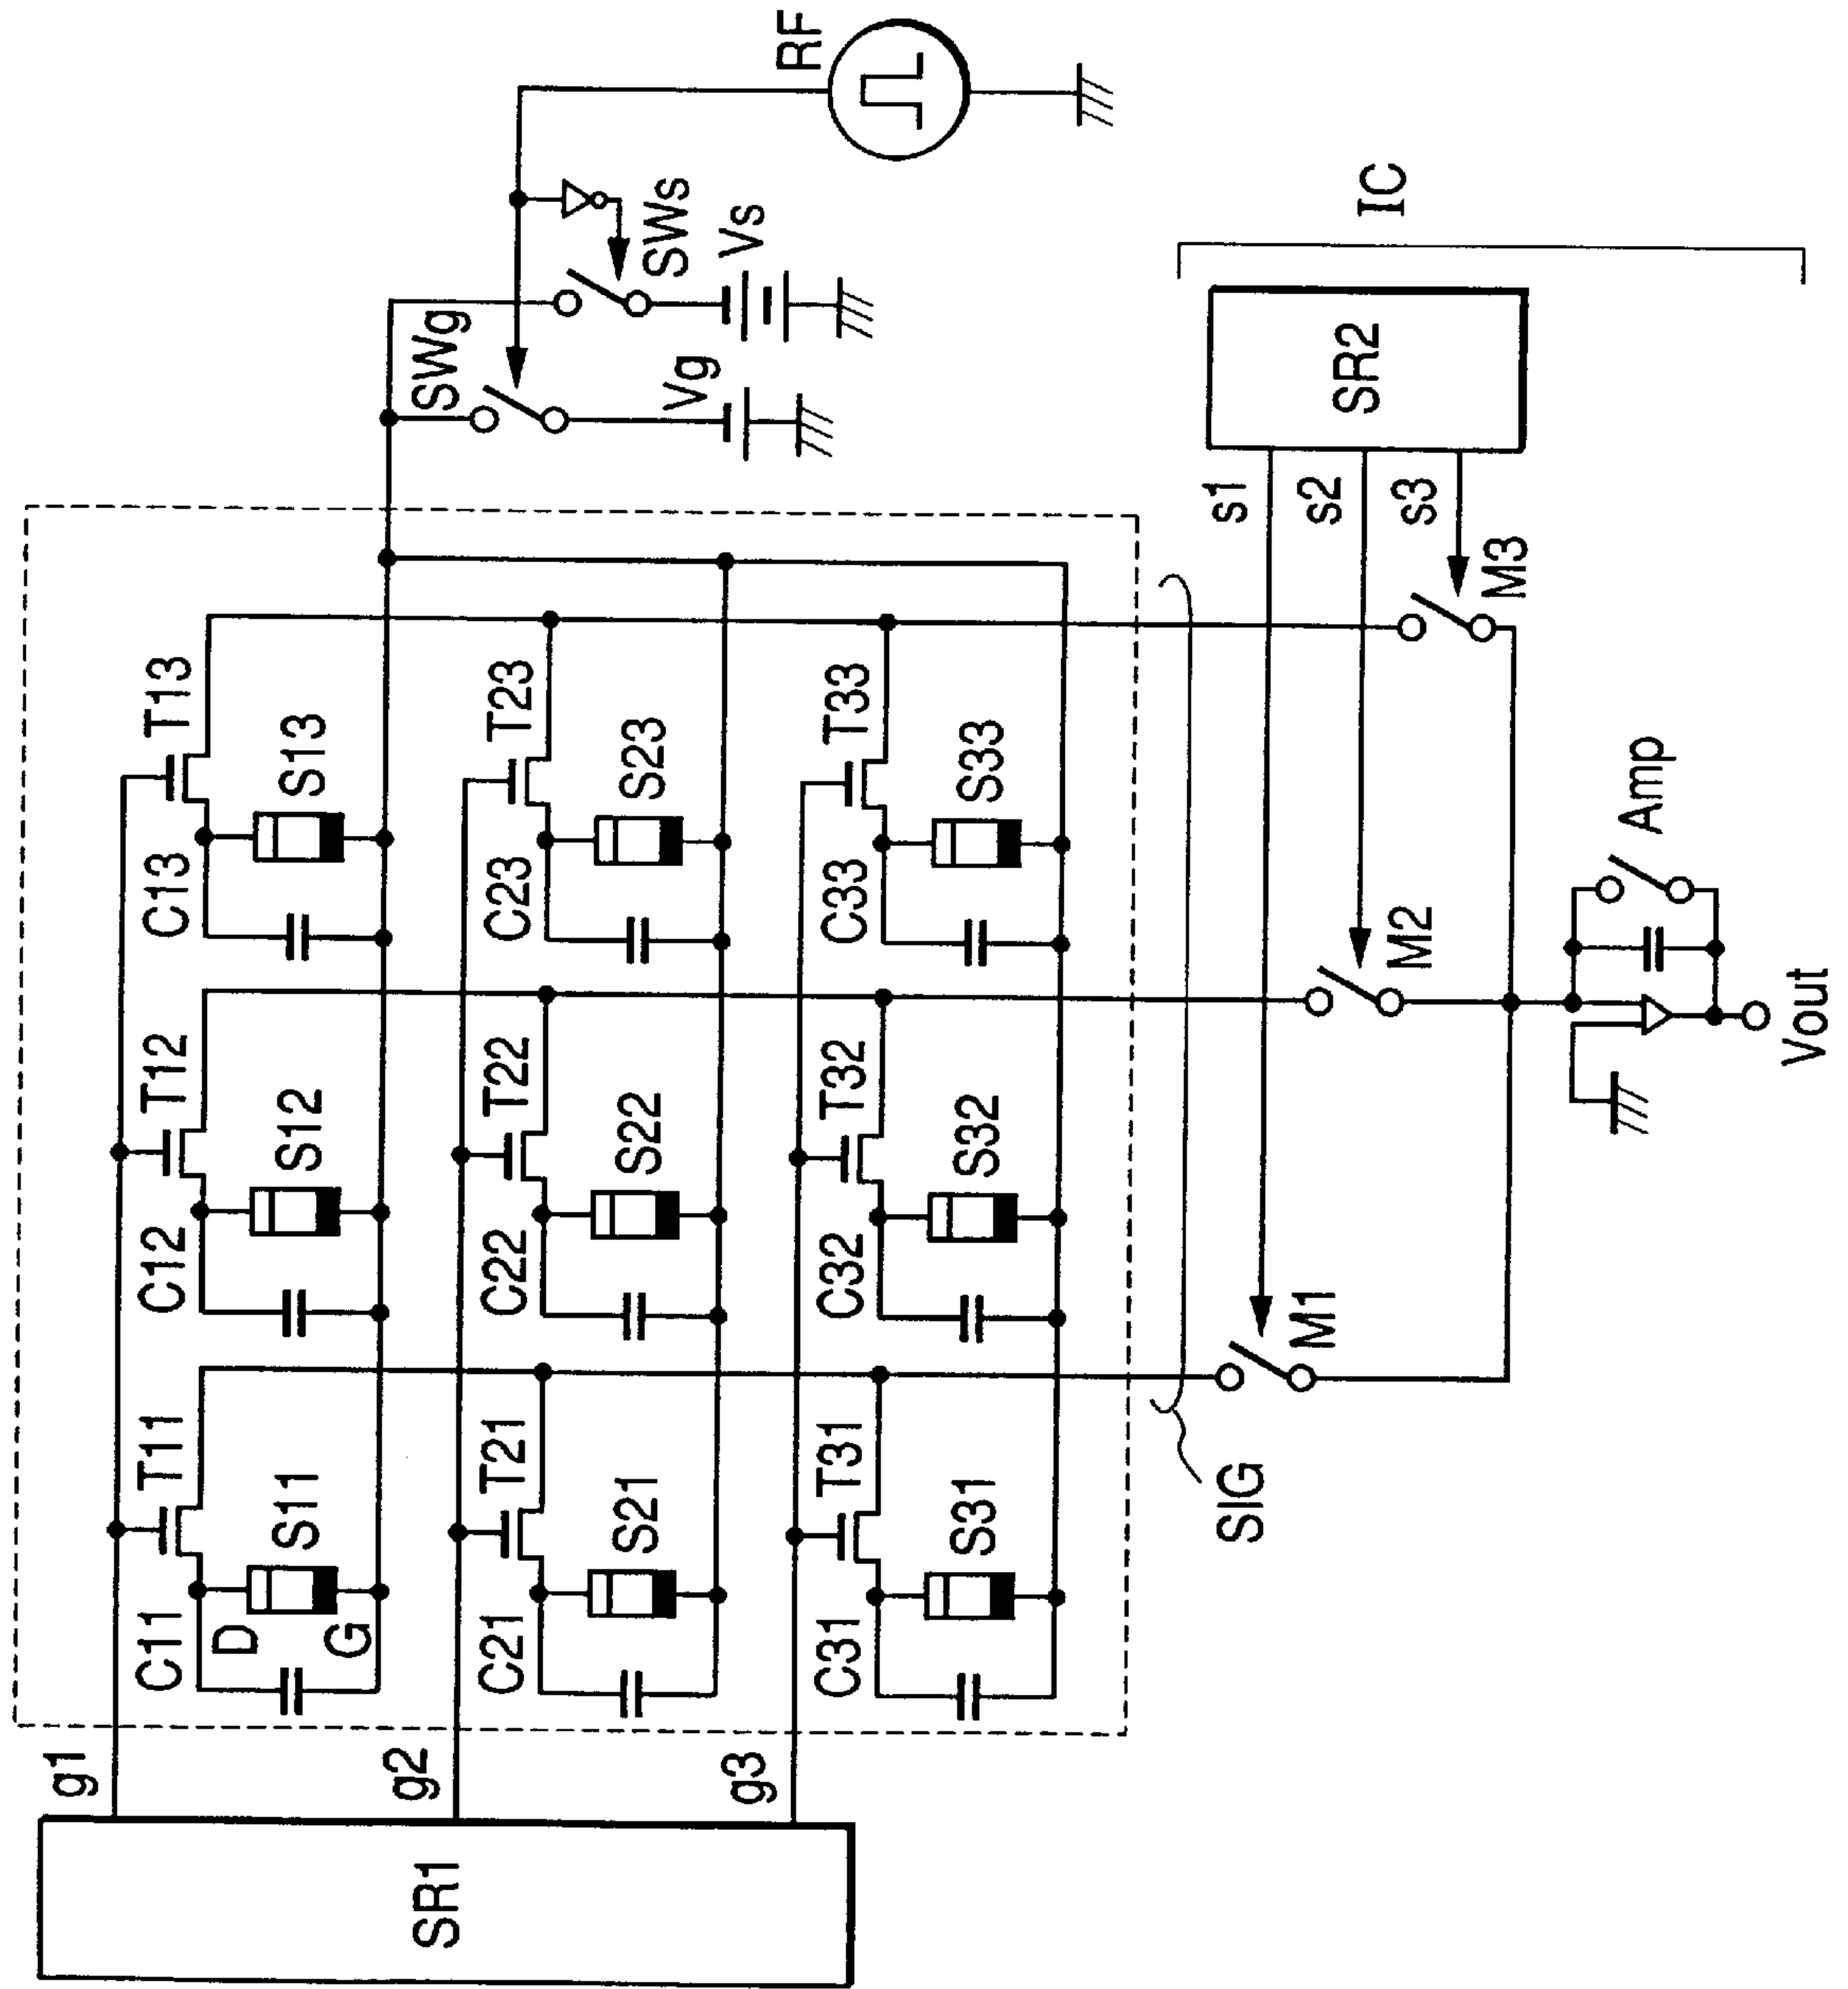 SR1
g1
g2
g3
C11
T11
D
S11
G
C12
T12
S12
C13
T13
S13
C21
T21
S21
C22
T22
S22
C23
T23
S23
C31
T31
S31
C32
T32
S32
C33
T33
S33
SWg
Vg
SWs
Vs
RF
SIG
s1
s2
s3
SR2
IC
M1
M2
M3
Amp
Vout